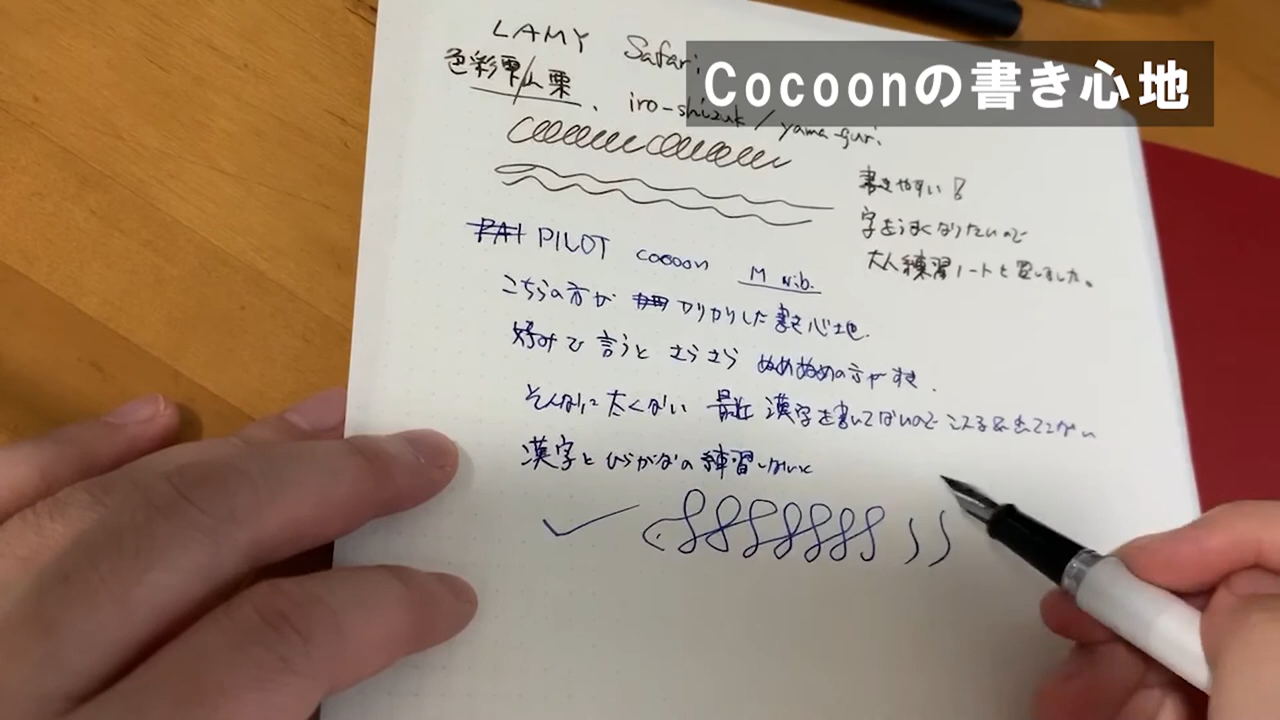 Cocoonの書き心地
LAMY Safari
色彩雫/山栗、iro-shizuk/yama-guri.
書きやすい!
字をうまくなりたいので
大人練習ノートを買いました。
PILOT cocoon M nib.
こちらの方が カリカリした書き心地.
好みで言うと さらさら ぬめぬめの方がすき.
そんなに太くない 最近 漢字を書いてないので
漢字とひらがなの練習しないと